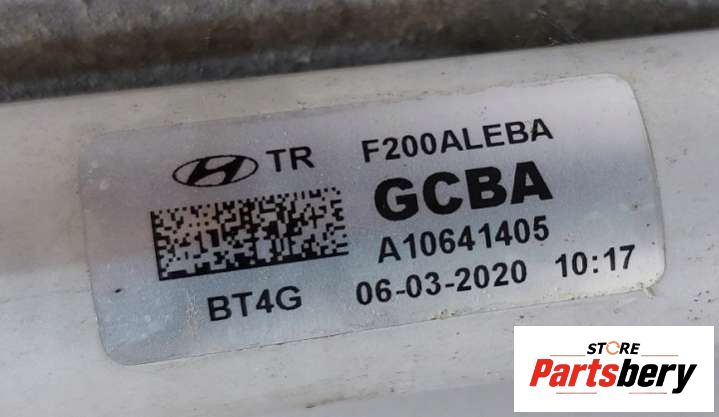 TR F200ALEBA
GCBA
A10641405
BT4G 06-03-2020 10:17
STORE
Partsbery